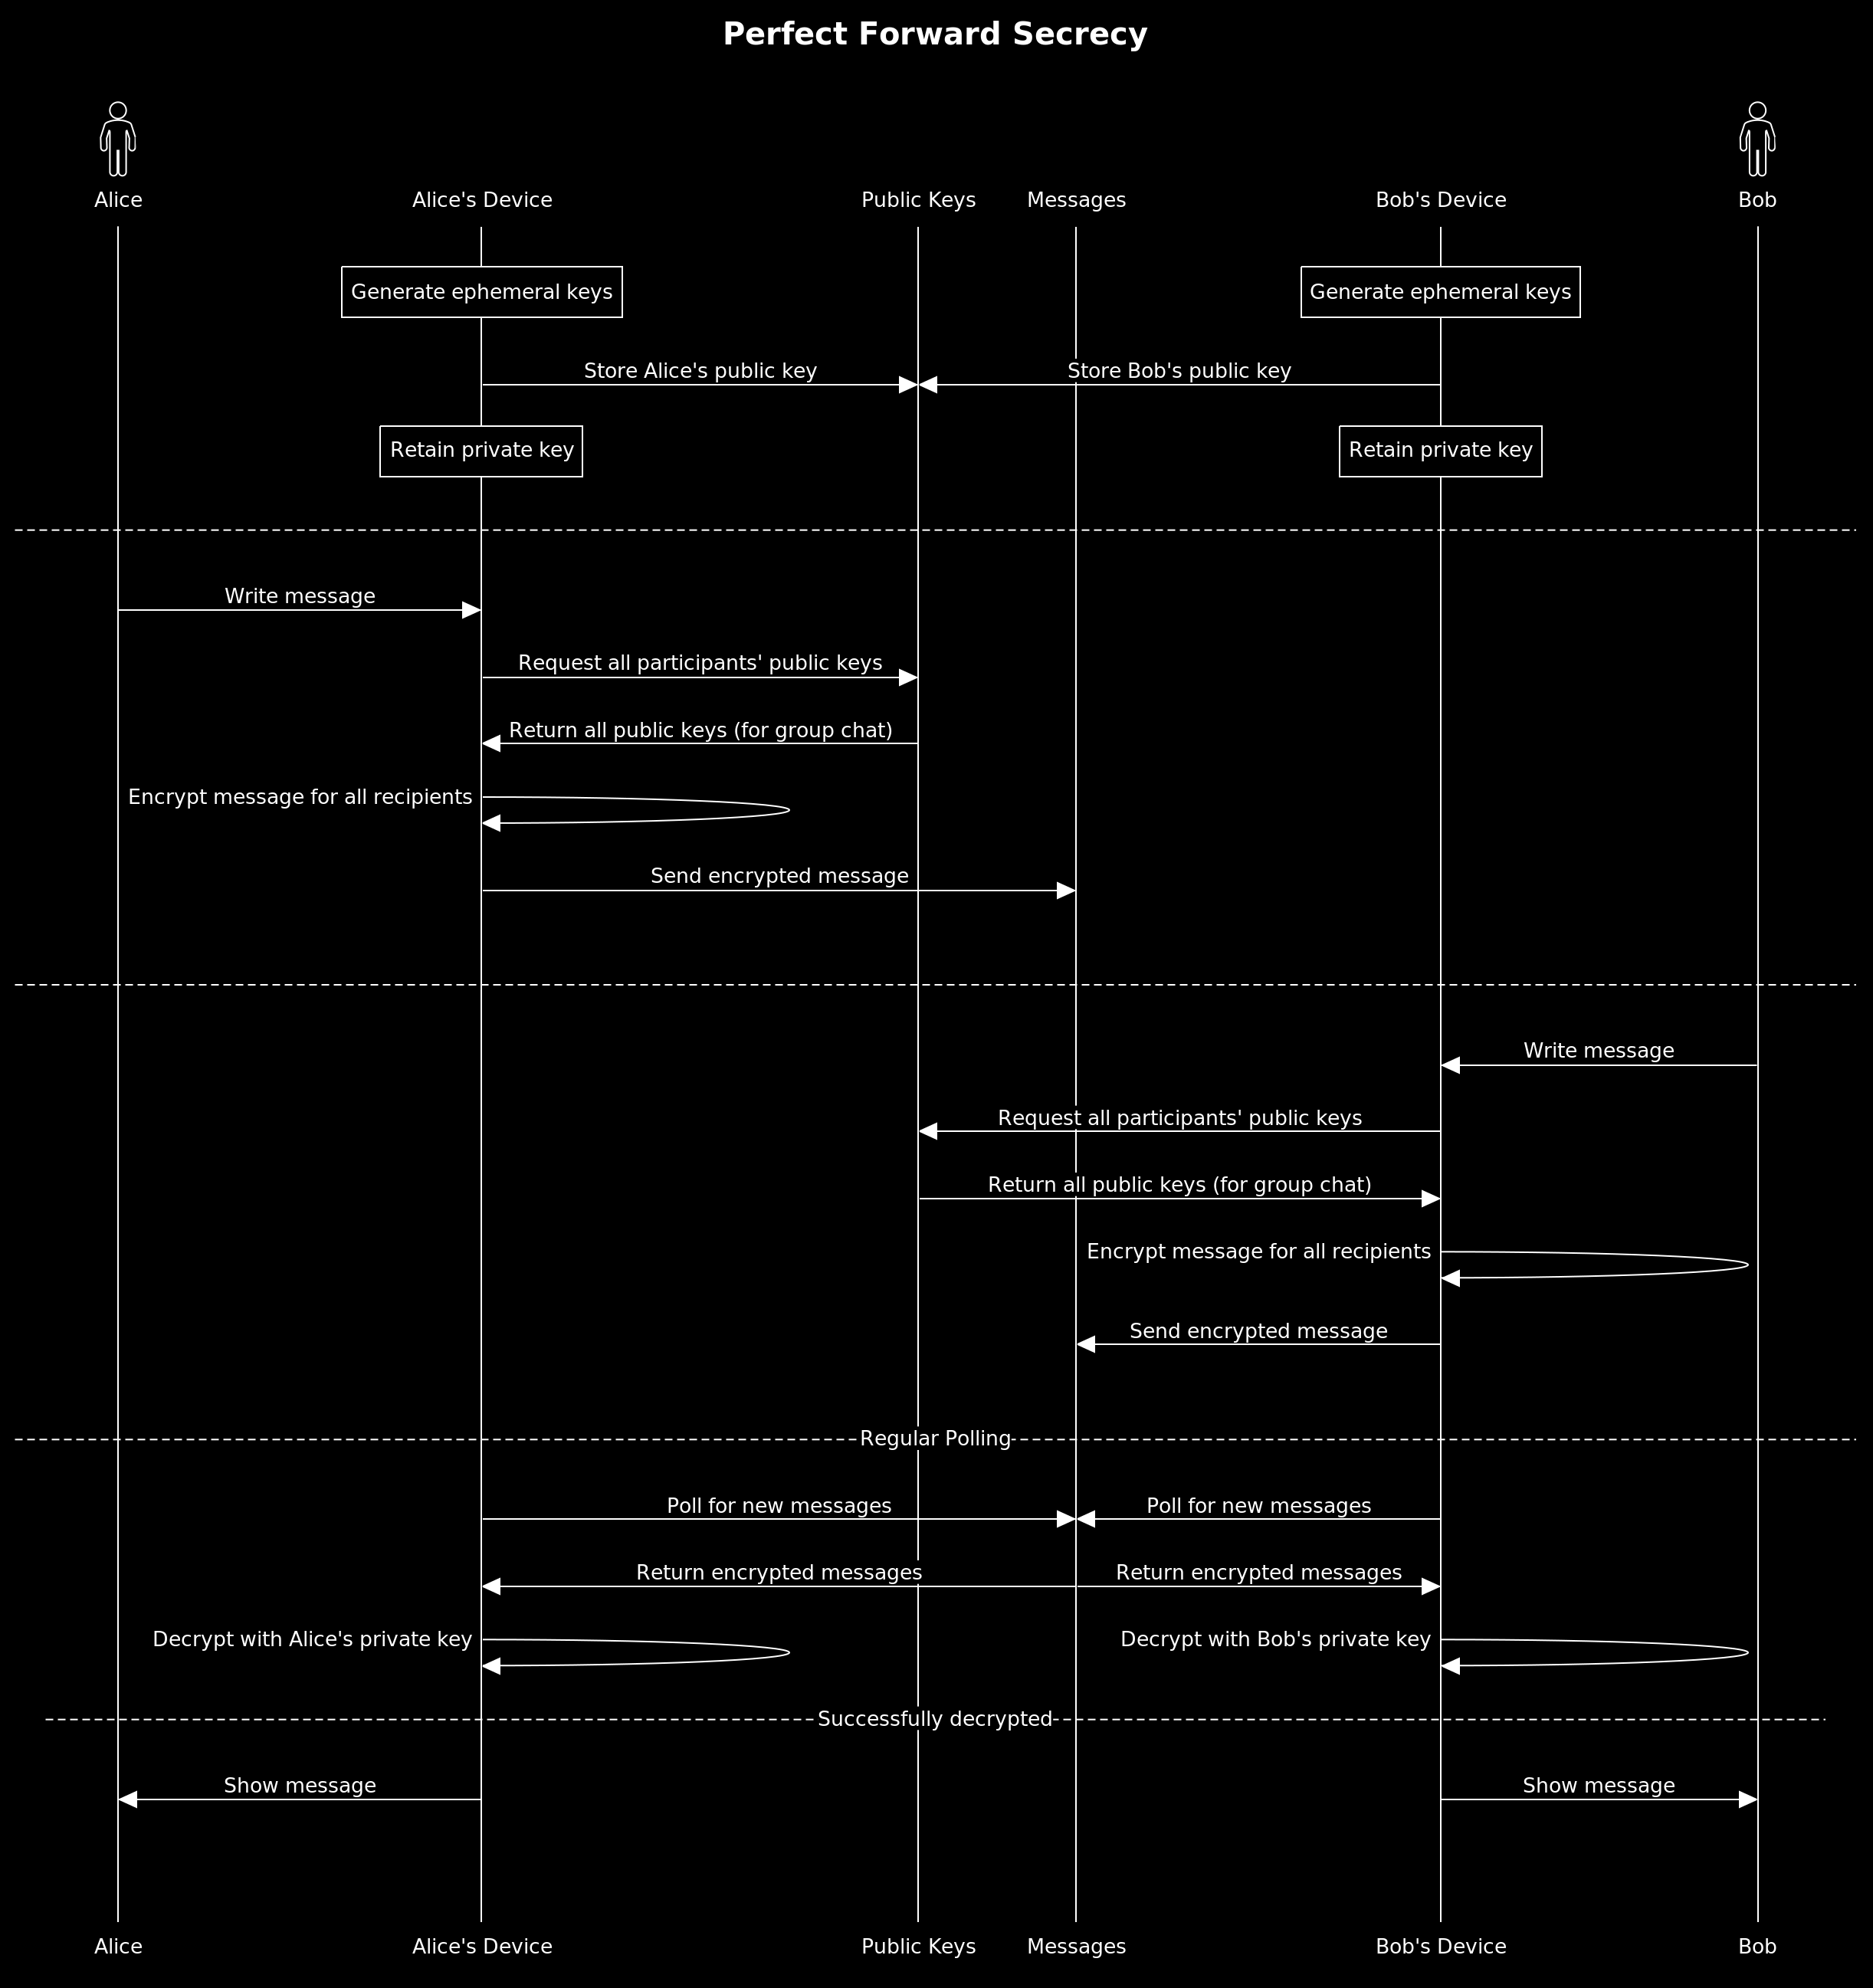 Perfect Forward Secrecy
Alice
Alice's Device
Public Keys
Messages
Bob's Device
Bob
Generate ephemeral keys
Generate ephemeral keys
Store Alice's public key
Store Bob's public key
Retain private key
Retain private key
Write message
Request all participants' public keys
Return all public keys (for group chat)
Encrypt message for all recipients
Send encrypted message
Write message
Request all participants' public keys
Return all public keys (for group chat)
Encrypt message for all recipients
Send encrypted message
Regular Polling
Poll for new messages
Poll for new messages
Return encrypted messages
Return encrypted messages
Decrypt with Alice's private key
Decrypt with Bob's private key
Successfully decrypted
Show message
Show message
Alice
Alice's Device
Public Keys
Messages
Bob's Device
Bob